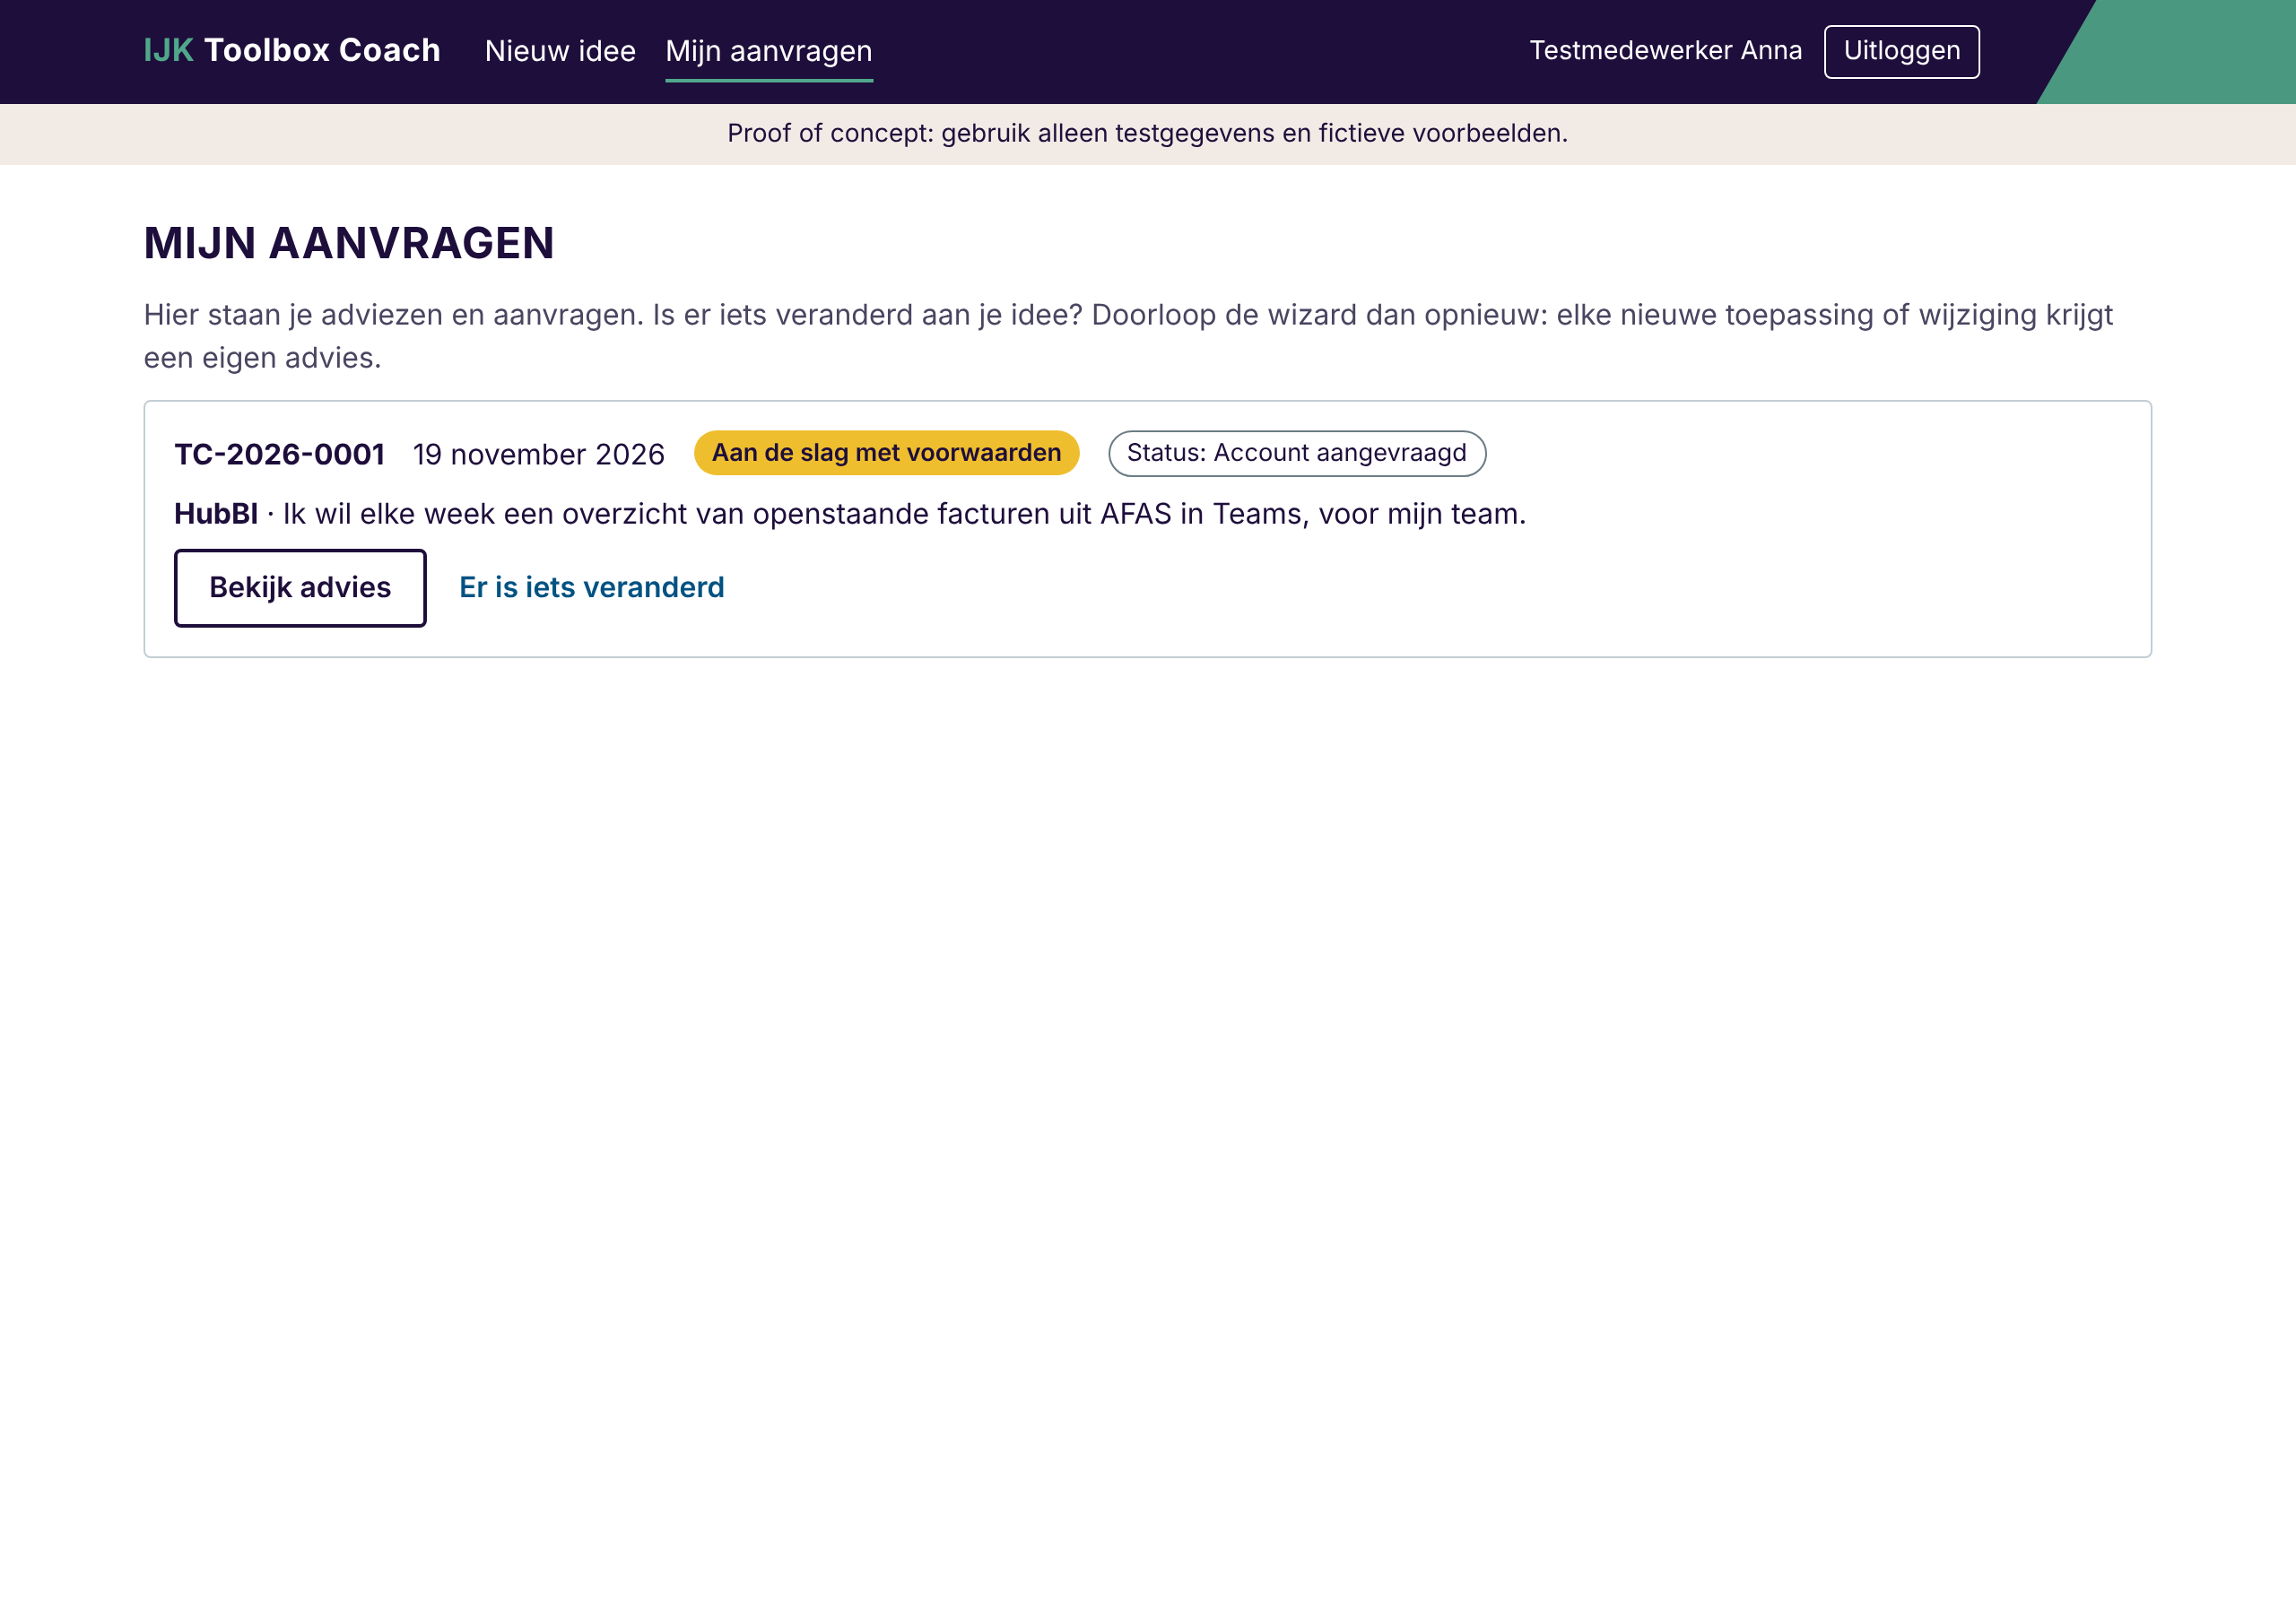 IJK Toolbox Coach Nieuw idee Mijn aanvragen Testmedewerker Anna Uitloggen
Proof of concept: gebruik alleen testgegevens en fictieve voorbeelden.
MIJN AANVRAGEN
Hier staan je adviezen en aanvragen. Is er iets veranderd aan je idee? Doorloop de wizard dan opnieuw: elke nieuwe toepassing of wijziging krijgt
een eigen advies.
TC-2026-0001 19 november 2026 Aan de slag met voorwaarden Status: Account aangevraagd
HubBI · Ik wil elke week een overzicht van openstaande facturen uit AFAS in Teams, voor mijn team.
Bekijk advies Er is iets veranderd